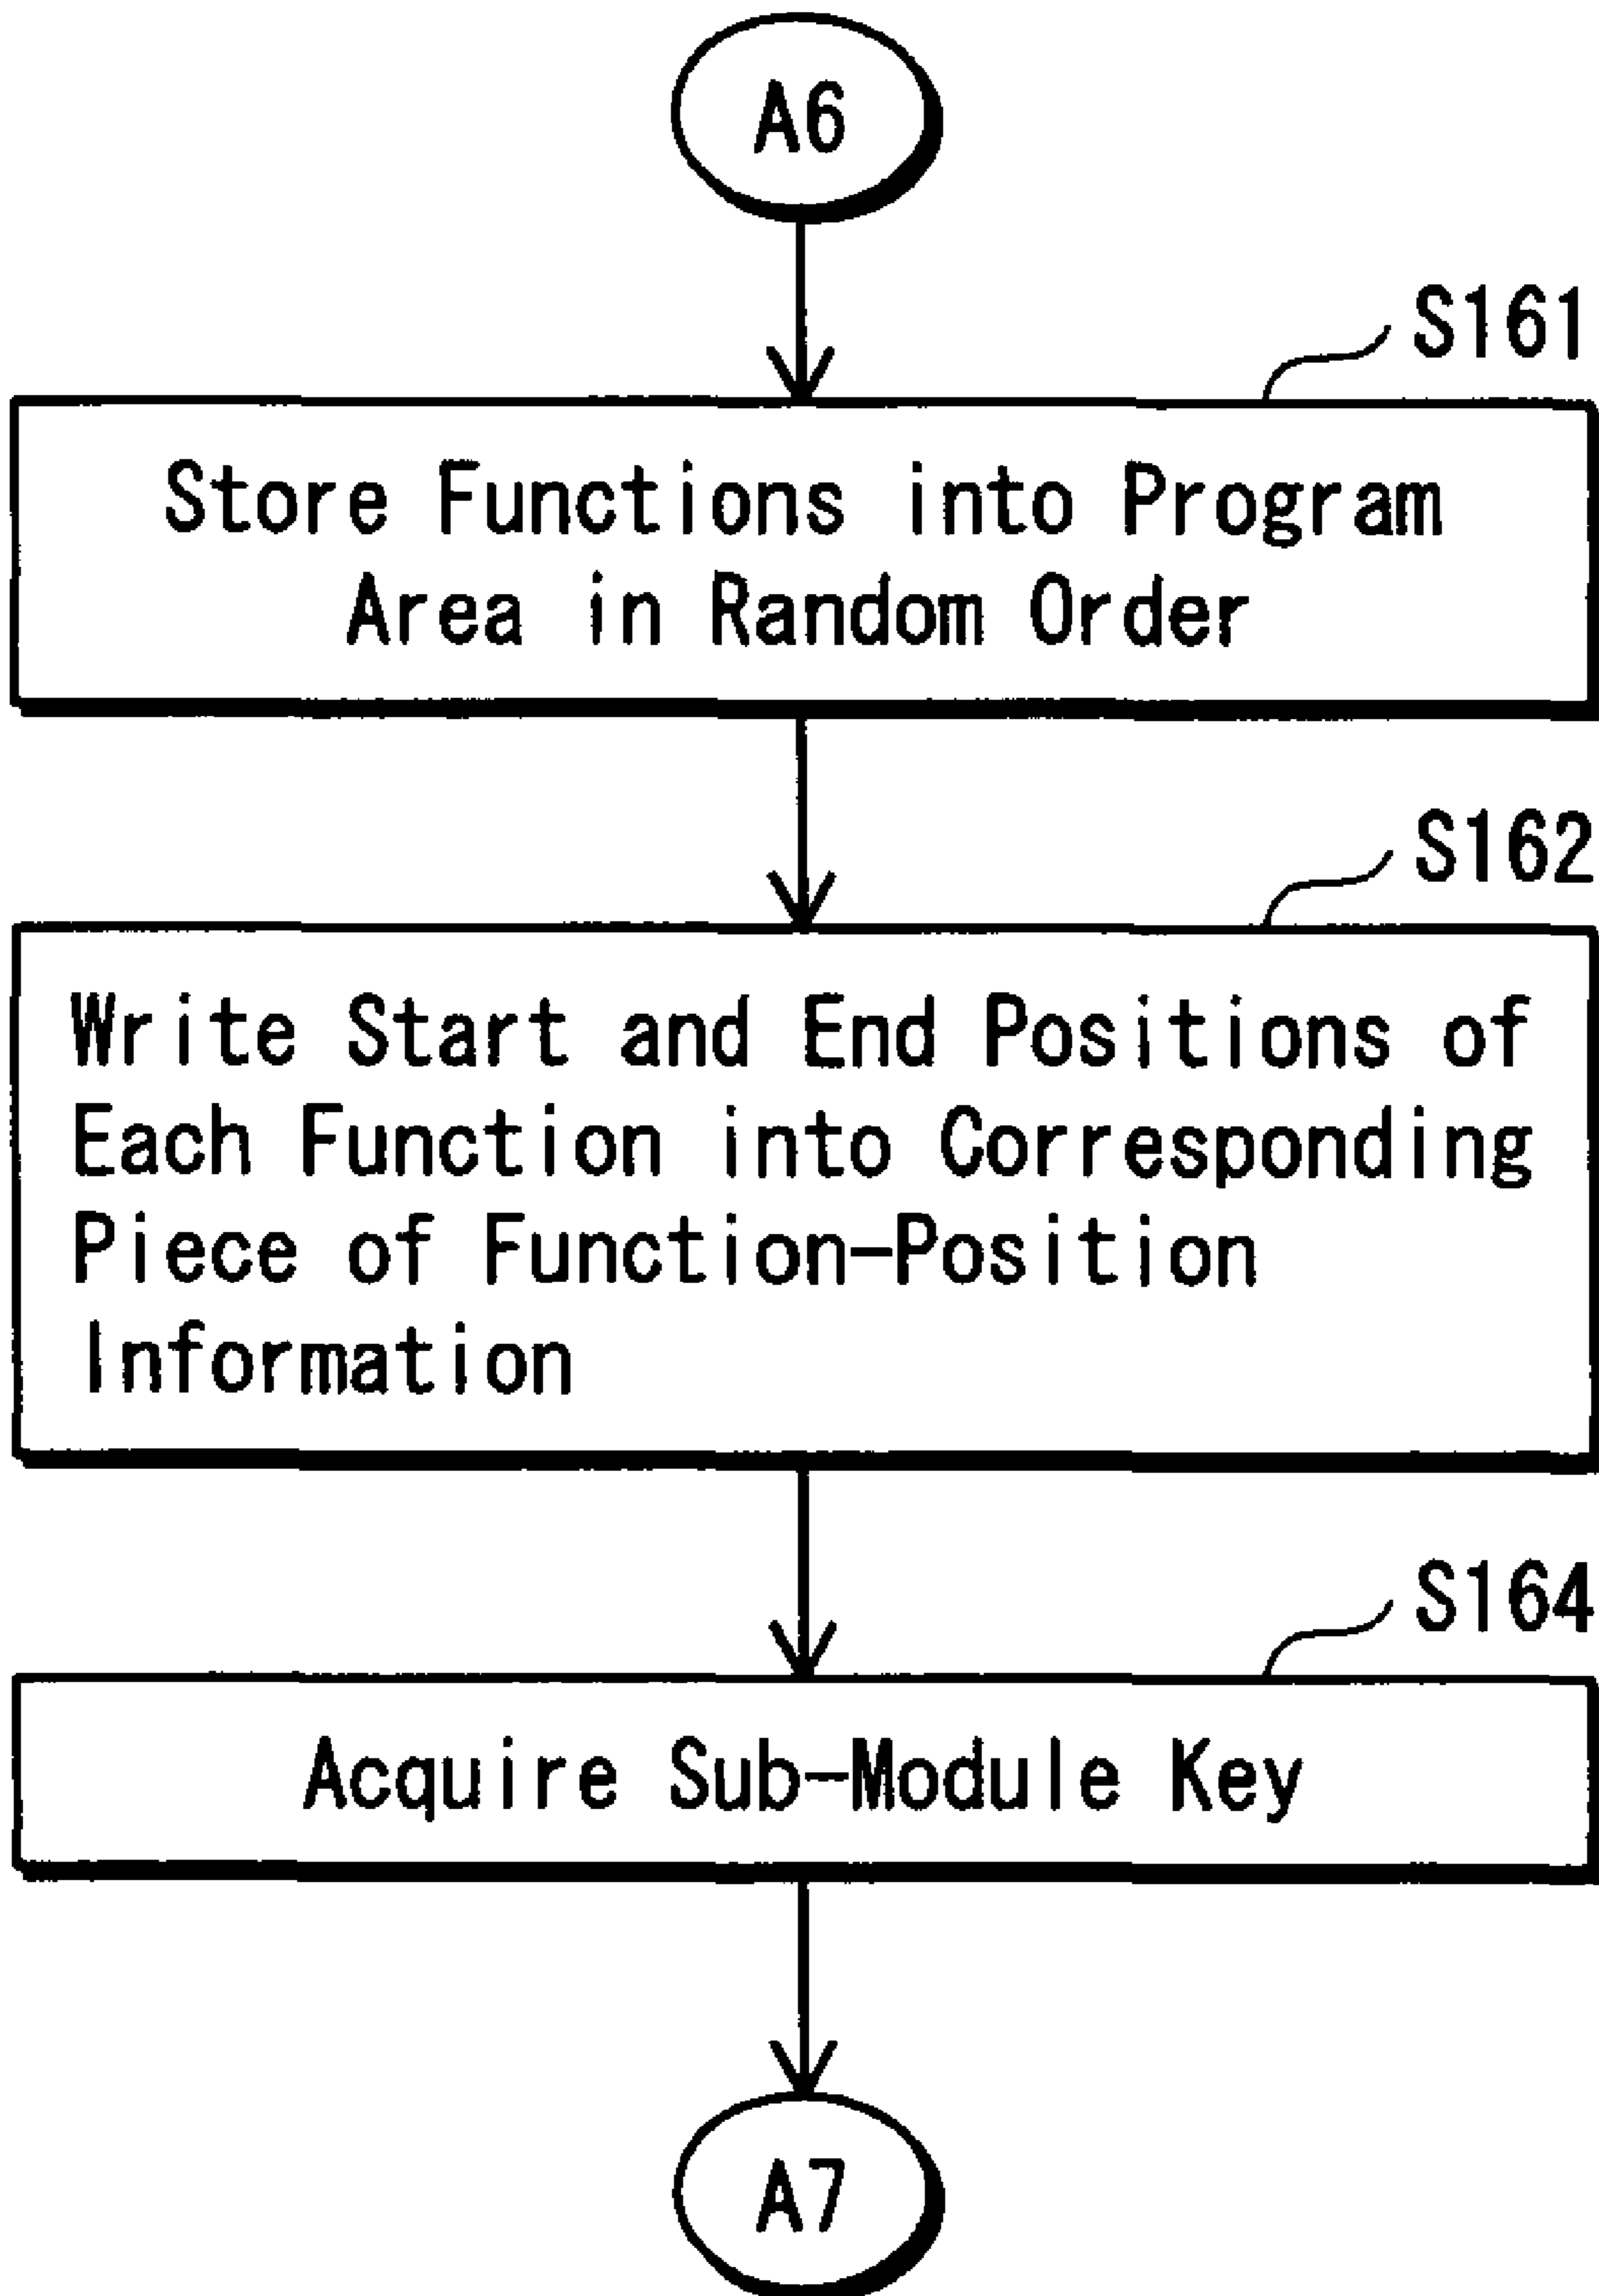 A6
S161
Store Functions into Program
Area in Random Order
S162
Write Start and End Positions of
Each Function into Corresponding
Piece of Function-Position
Information
S164
Acquire Sub-Module Key
A7